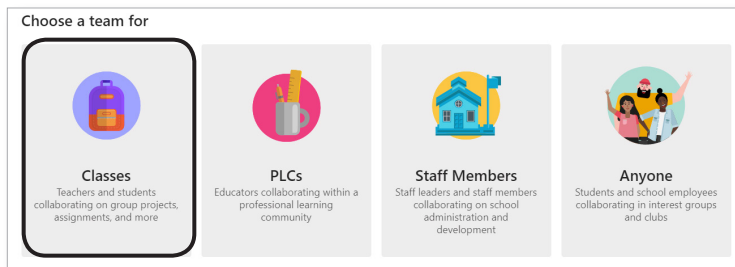 Choose a team for
Classes
Teachers and students
collaborating on group projects,
assignments, and more
PLCs
Educators collaborating within a
professional learning
community
Staff Members
Staff leaders and staff members
collaborating on school
administration and
development
Anyone
Students and school employees
collaborating in interest groups
and clubs